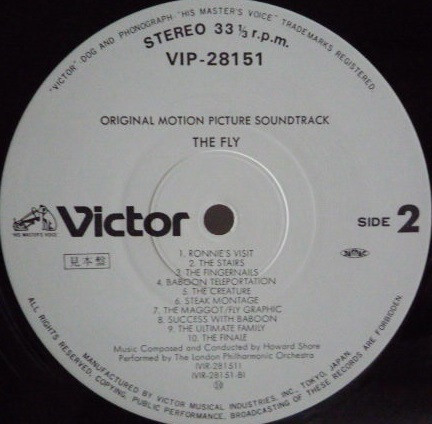 "VICTOR" DOG AND PHONOGRAPH · "HIS MASTER'S VOICE" TRADEMARKS REGISTERED.
STEREO 33 1/3 r.p.m.
VIP-28151
ORIGINAL MOTION PICTURE SOUNDTRACK
THE FLY
"HIS MASTER'S VOICE"
Victor
SIDE 2
見本盤
1. RONNIE'S VISIT
2. THE STAIRS
3. THE FINGERNAILS
4. BABOON TELEPORTATION
5. THE CREATURE
6. STEAK MONTAGE
7. THE MAGGOT/FLY GRAPHIC
8. SUCCESS WITH BABOON
9. THE ULTIMATE FAMILY
10. THE FINALE
Music Composed and Conducted by Howard Shore
Performed by The London Philharmonic Orchestra
(VIR-28151)
(VIR-28151-B)
ALL RIGHTS RESERVED, COPYING, PUBLIC PERFORMANCE, BROADCASTING OF THESE RECORDS ARE FORBIDDEN.
MANUFACTURED BY VICTOR MUSICAL INDUSTRIES, INC., TOKYO, JAPAN